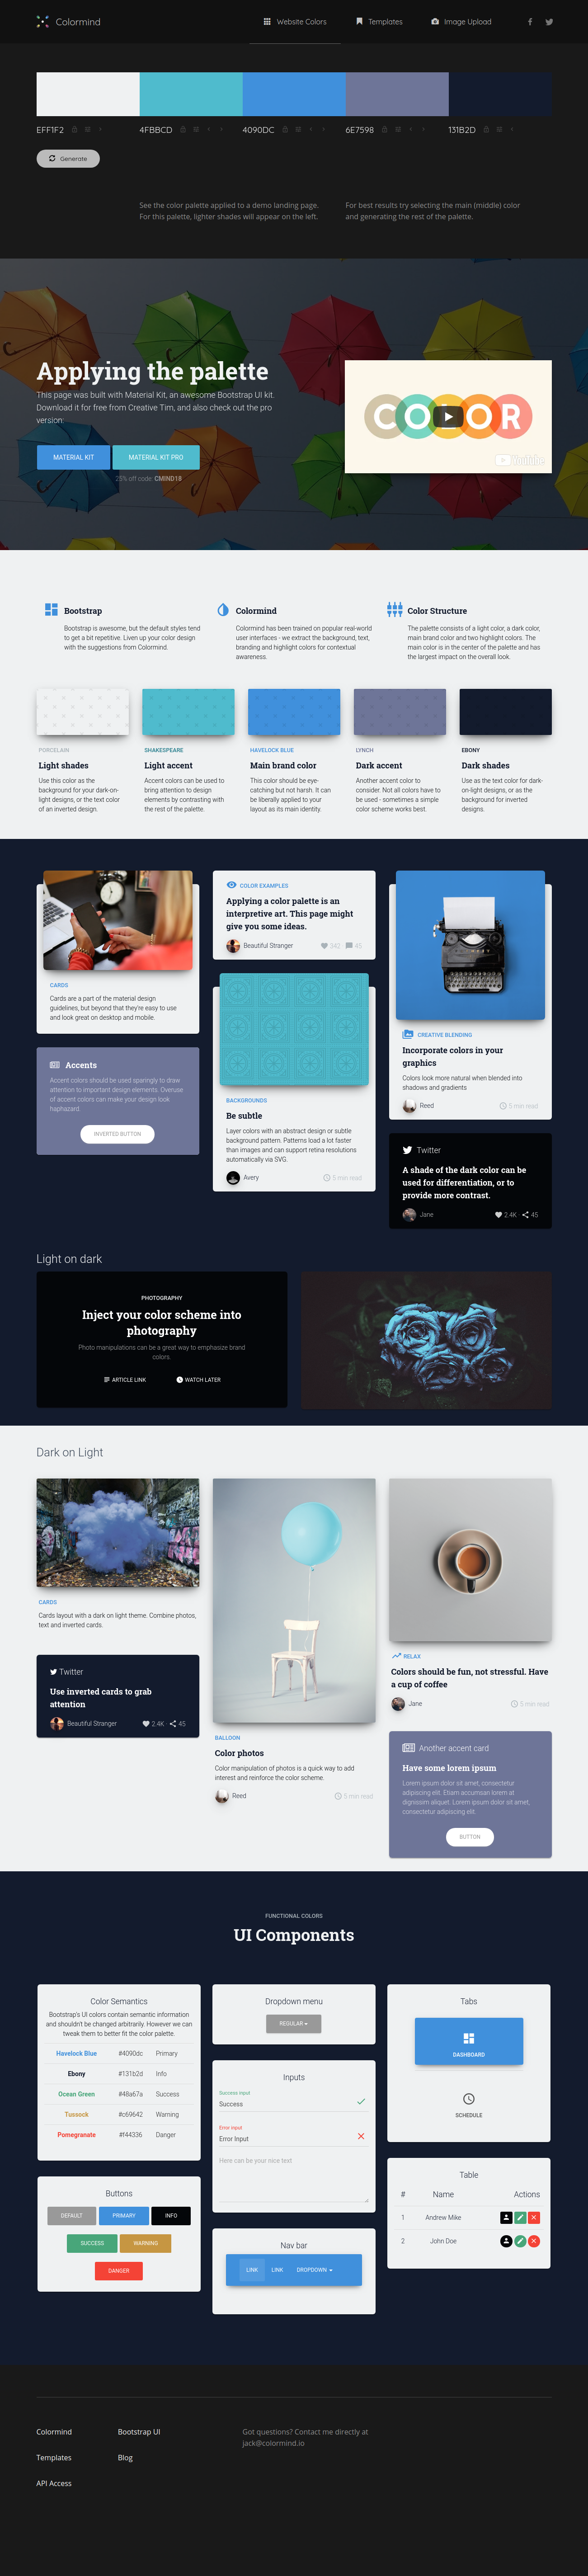 Colormind
Website Colors
Templates
Image Upload
EFF1F2
4FBBCD
4090DC
6E7598
131B2D
Generate
See the color palette applied to a demo landing page.
For this palette, lighter shades will appear on the left.
For best results try selecting the main (middle) color
and generating the rest of the palette.
Applying the palette
This page was built with Material Kit, an awesome Bootstrap UI kit.
Download it for free from Creative Tim, and also check out the pro
version:
MATERIAL KIT
MATERIAL KIT PRO
25% off code: CMIND18
COLOR
YouTube
Bootstrap
Bootstrap is awesome, but the default styles tend
to get a bit repetitive. Liven up your color design
with the suggestions from Colormind.
Colormind
Colormind has been trained on popular real-world
user interfaces - we extract the background, text,
branding and highlight colors for contextual
awareness.
Color Structure
The palette consists of a light color, a dark color,
main brand color and two highlight colors. The
main color is in the center of the palette and has
the largest impact on the overall look.
PORCELAIN
Light shades
Use this color as the
background for your dark-on-
light designs, or the text color
of an inverted design.
SHAKESPEARE
Light accent
Accent colors can be used to
bring attention to design
elements by contrasting with
the rest of the palette.
HAVELOCK BLUE
Main brand color
This color should be eye-
catching but not harsh. It can
be liberally applied to your
layout as its main identity.
LYNCH
Dark accent
Another accent color to
consider. Not all colors have to
be used - sometimes a simple
color scheme works best.
EBONY
Dark shades
Use as the text color for dark-
on-light designs, or as the
background for inverted
designs.
CARDS
Cards are a part of the material design
guidelines, but beyond that they're easy to use
and look great on desktop and mobile.
Accents
Accent colors should be used sparingly to draw
attention to important design elements. Overuse
of accent colors can make your design look
haphazard.
INVERTED BUTTON
COLOR EXAMPLES
Applying a color palette is an
interpretive art. This page might
give you some ideas.
Beautiful Stranger
342 · 45
BACKGROUNDS
Be subtle
Layer colors with an abstract design or subtle
background pattern. Patterns load a lot faster
than images and can support retina resolutions
automatically via SVG.
Avery
5 min read
CREATIVE BLENDING
Incorporate colors in your
graphics
Colors look more natural when blended into
shadows and gradients
Reed
5 min read
Twitter
A shade of the dark color can be
used for differentiation, or to
provide more contrast.
Jane
2.4K · 45
Light on dark
PHOTOGRAPHY
Inject your color scheme into
photography
Photo manipulations can be a great way to emphasize brand
colors.
ARTICLE LINK
WATCH LATER
Dark on Light
CARDS
Cards layout with a dark on light theme. Combine photos,
text and inverted cards.
Twitter
Use inverted cards to grab
attention
Beautiful Stranger
2.4K · 45
BALLOON
Color photos
Color manipulation of photos is a quick way to add
interest and reinforce the color scheme.
Reed
5 min read
RELAX
Colors should be fun, not stressful. Have
a cup of coffee
Jane
5 min read
Another accent card
Have some lorem ipsum
Lorem ipsum dolor sit amet, consectetur
adipiscing elit. Etiam accumsan lorem at
dignissim aliquet. Lorem ipsum dolor sit amet,
consectetur adipiscing elit.
BUTTON
FUNCTIONAL COLORS
UI Components
Color Semantics
Bootstrap's UI colors contain semantic information
and shouldn't be changed arbitrarily. However we can
tweak them to better fit the color palette.
Havelock Blue #4090dc Primary
Ebony #131b2d Info
Ocean Green #48a67a Success
Tussock #c69642 Warning
Pomegranate #f44336 Danger
Buttons
DEFAULT
PRIMARY
INFO
SUCCESS
WARNING
DANGER
Dropdown menu
REGULAR
Inputs
Success input
Success
Error input
Error Input
Here can be your nice text
Nav bar
LINK
LINK
DROPDOWN
Tabs
DASHBOARD
SCHEDULE
Table
# Name Actions
1 Andrew Mike
2 John Doe
Colormind
Templates
API Access
Bootstrap UI
Blog
Got questions? Contact me directly at
jack@colormind.io